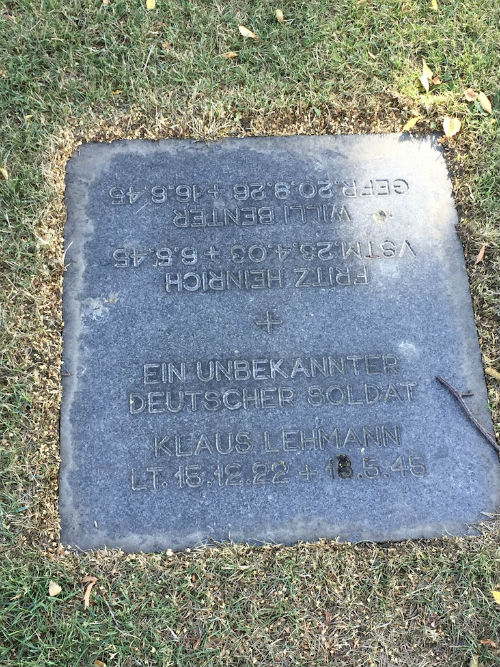 EIN UNBEKANNTER
DEUTSCHER SOLDAT
KLAUS LEHMANN
LT. 15.12.22 + 18.5.45
WILLI BENTER
GEFR. 20.9.26 + 16.6.45
FRITZ HEINRICH
VSTM. 23.4.03 + 6.5.45